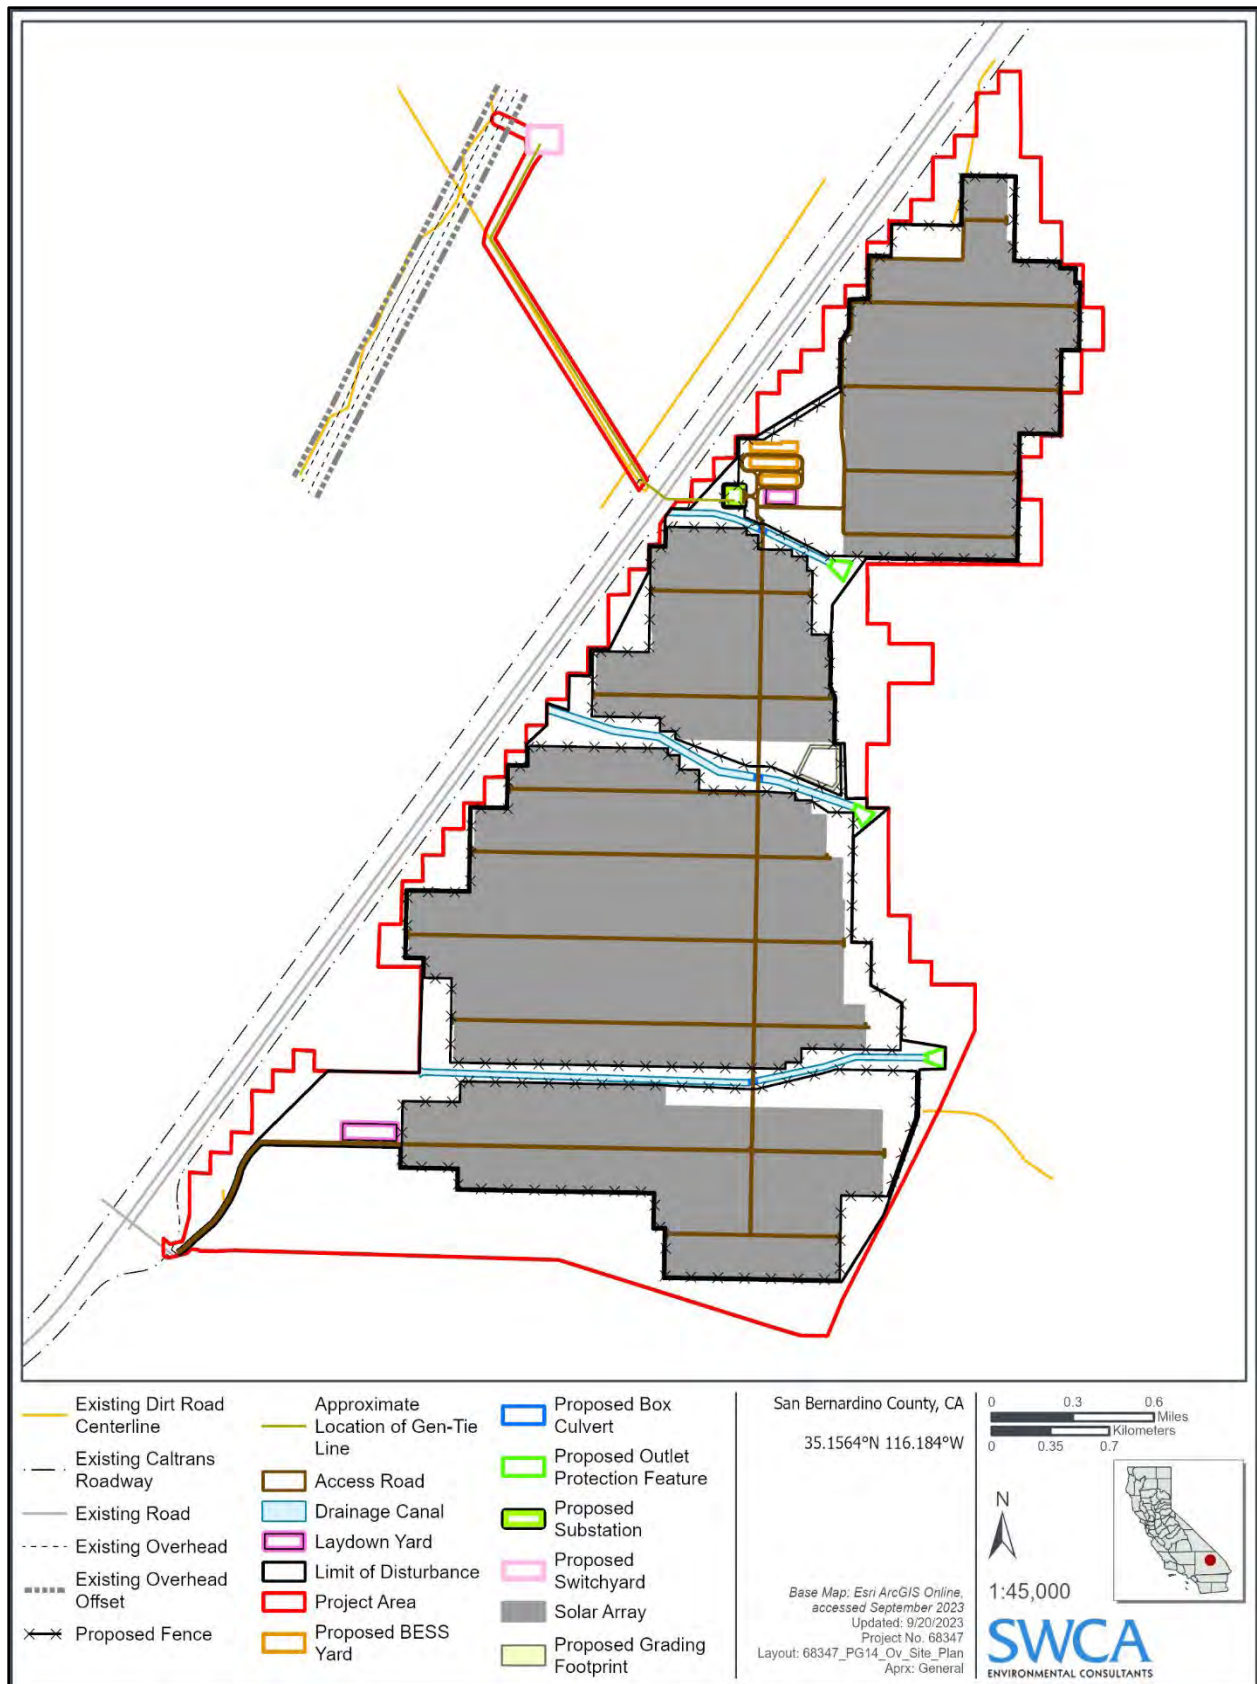 Existing Dirt Road
Centerline
Existing Caltrans
Roadway
Existing Road
Existing Overhead
Existing Overhead
Offset
Proposed Fence
Approximate
Location of Gen-Tie
Line
Access Road
Drainage Canal
Laydown Yard
Limit of Disturbance
Project Area
Proposed BESS
Yard
Proposed Box
Culvert
Proposed Outlet
Protection Feature
Proposed
Substation
Proposed
Switchyard
Solar Array
Proposed Grading
Footprint
San Bernardino County, CA
35.1564°N 116.184°W
Base Map: Esri ArcGIS Online,
accessed September 2023
Updated: 9/20/2023
Project No. 68347
Layout: 68347_PG14_Ov_Site_Plan
Aprx: General
0 0.3 0.6
Miles
Kilometers
0 0.35 0.7
N
1:45,000
SWCA
ENVIRONMENTAL CONSULTANTS